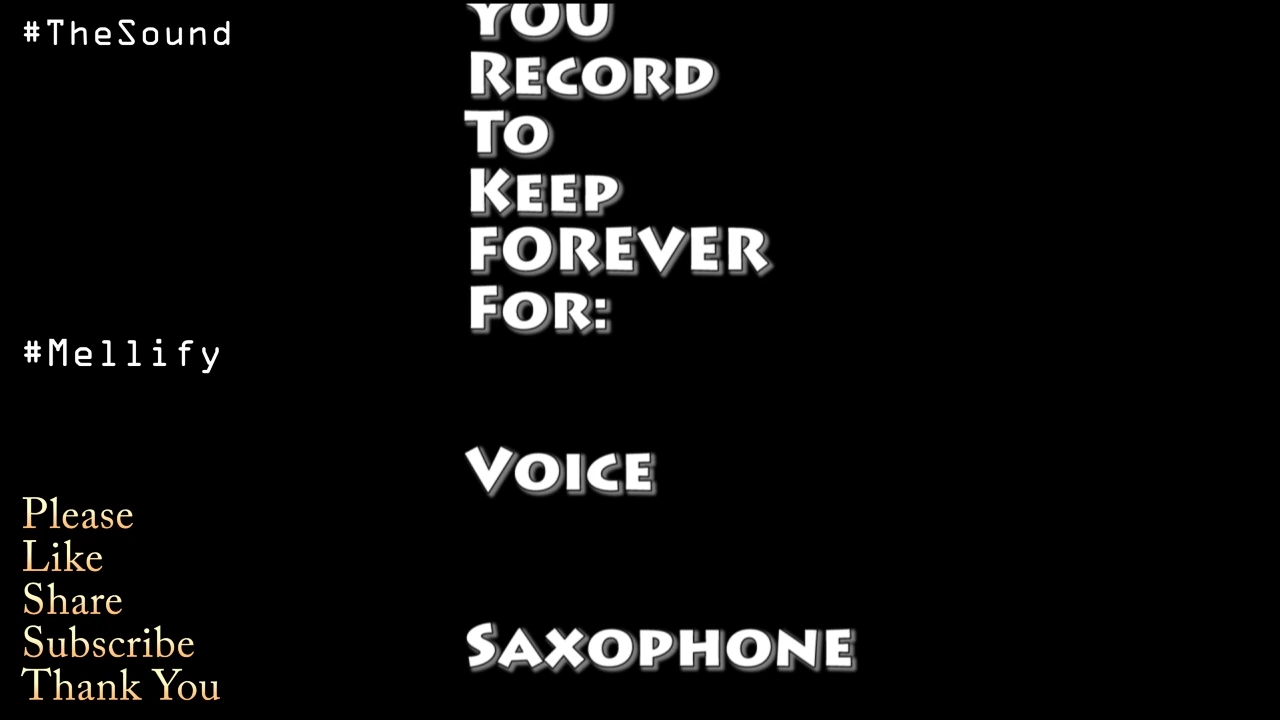 #TheSound
#Mellify
Please
Like
Share
Subscribe
Thank You
YOU
RECORD
TO
KEEP
FOREVER
FOR:
VOICE
SAXOPHONE